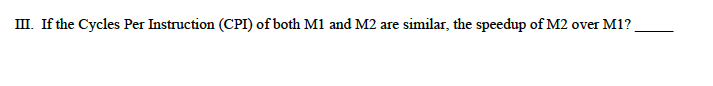 III. If the Cycles Per Instruction (CPI) of both M1 and M2 are similar, the speedup of M2 over M1? _____